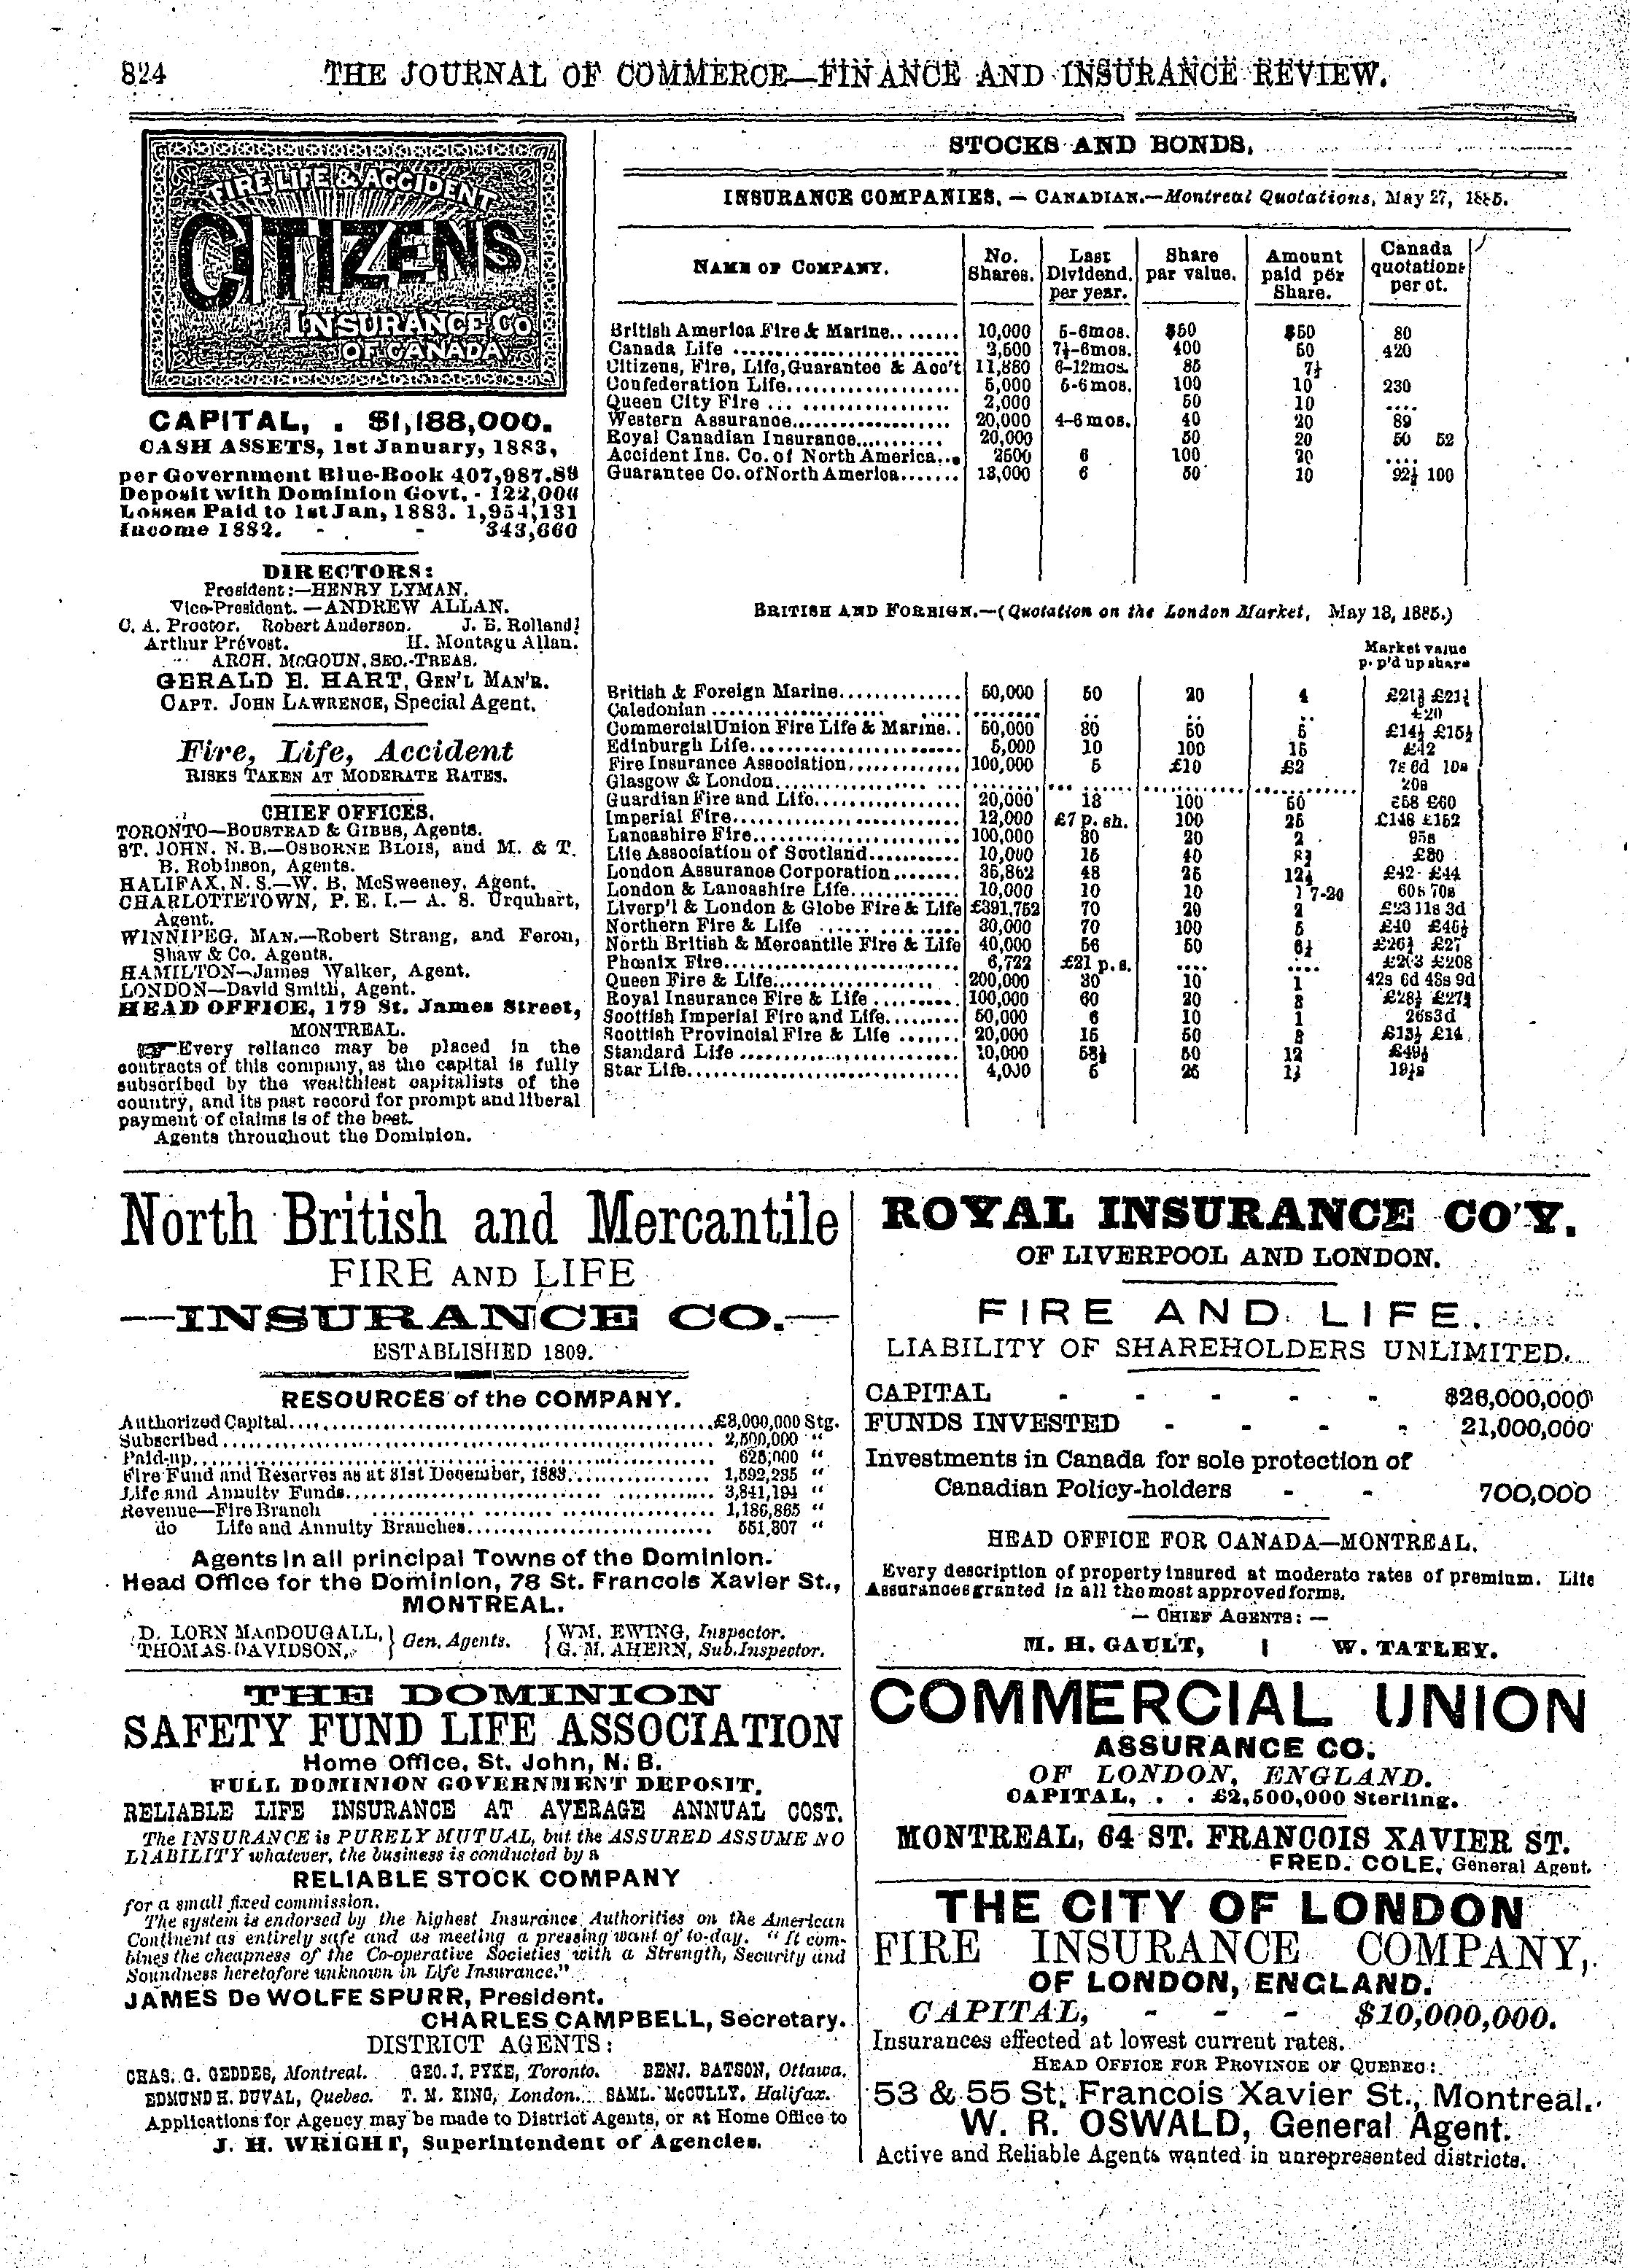 824 THE JOURNAL OF COMMERCE—FINANCE AND INSURANCE REVIEW.
FIRE LIFE & ACCIDENT
CITIZENS
INSURANCE Co
OF CANADA
CAPITAL, . $1,188,000.
CASH ASSETS, 1st January, 1883,
per Government Blue-Book 407,987.
Deposit with Dominion Govt. - 122,000
Losses Paid to 1st Jan, 1883. 1,954,131
Income 1882. - - 343,660
DIRECTORS:
President:—HENRY LYMAN.
Vice-President.—ANDREW ALLAN.
C. A. Proctor. Robert Anderson. J. B. Rolland
Arthur Prévost. H. Montagu Allan.
ARCH. McGOUN, SEC.-TREAS.
GERALD E. HART, GEN'L MAN'R.
CAPT. JOHN LAWRENCE, Special Agent.
Fire, Life, Accident
RISKS TAKEN AT MODERATE RATES.
CHIEF OFFICES.
TORONTO—BOUSTEAD & GIBBS, Agents.
ST. JOHN. N.B.—OSBORNE BLOIS, and M. & T.
B. Robinson, Agents.
HALIFAX, N. S.—W. B. McSweeney, Agent.
CHARLOTTETOWN, P. E. I.— A. S. Urquhart,
Agent.
WINNIPEG, MAN.—Robert Strang, and Feron,
Shaw & Co. Agents.
HAMILTON—James Walker, Agent.
LONDON—David Smith, Agent.
HEAD OFFICE, 179 St. James Street,
MONTREAL.
Every reliance may be placed in the
contracts of this company, as the capital is fully
subscribed by the wealthiest capitalists of the
country, and its past record for prompt and liberal
payment of claims is of the best.
Agents throughout the Dominion.
STOCKS AND BONDS.
INSURANCE COMPANIES. — CANADIAN.—Montreal Quotations, May 27, 1885.
NAME OF COMPANY. No. Shares. Last Dividend. per year. Share par value. Amount paid per Share. Canada quotations per ct.
British America Fire & Marine 10,000 5-6mos. $50 $50 80
Canada Life 2,500 7½-6mos. 400 50 420
Citizens, Fire, Life, Guarantee & Acc't 11,880 6-12mos. 85 7½
Confederation Life 5,000 5-6mos. 100 10 230
Queen City Fire 2,000 50 10 ....
Western Assurance 20,000 4-6mos. 40 20 89
Royal Canadian Insurance 20,000 50 20 50 52
Accident Ins. Co. of North America 2500 6 100 20 ....
Guarantee Co. of North America 13,000 6 50 10 92½ 100
BRITISH AND FOREIGN.—(Quotation on the London Market, May 13, 1885.)
Market value
p. p'd up share
British & Foreign Marine 50,000 50 20 4
Caledonian £20
Commercial Union Fire Life & Marine 50,000 30 50 5 £14½ £15½
Edinburgh Life 5,000 10 100 15 £42
Fire Insurance Association 100,000 5 £10 £2 7s 6d 10s
Glasgow & London 20s
Guardian Fire and Life 20,000 13 100 50 £58 £60
Imperial Fire 12,000 £7 p. sh. 100 25 £148 £152
Lancashire Fire 100,000 30 20 2 95s
Life Association of Scotland 10,000 15 40 £80
London Assurance Corporation 35,862 48 25 12½ £42 £44
London & Lancashire Life 10,000 10 10 1 7-20 60s 70s
Liverp'l & London & Globe Fire & Life £391,752 70 20 2 £23 11s 3d
Northern Fire & Life 30,000 70 100 5 £40
North British & Mercantile Fire & Life 40,000 56 50 6¼ £26½ £27
Phœnix Fire 6,722 £21 p.s. .... .... £203 £208
Queen Fire & Life 200,000 30 10 1 42s 6d 43s 9d
Royal Insurance Fire & Life 100,000 60 20 3
Scottish Imperial Fire and Life 50,000 6 10 1 26s3d
Scottish Provincial Fire & Life 20,000 15 50 3 £13½ £14
Standard Life 10,000 58½ 50 12
Star Life 4,000 5 25 1¼
North British and Mercantile
FIRE AND LIFE
—INSURANCE CO.—
ESTABLISHED 1809.
RESOURCES of the COMPANY.
Authorized Capital £3,000,000 Stg.
Subscribed 2,500,000 "
Paid-up 625,000 "
Fire Fund and Reserves as at 31st December, 1883. 1,592,235 "
Life and Annuity Funds 3,841,194 "
Revenue—Fire Branch 1,186,865 "
do Life and Annuity Branches 551,307 "
Agents in all principal Towns of the Dominion.
Head Office for the Dominion, 78 St. Francois Xavier St.,
MONTREAL.
D. LORN MACDOUGALL, } Gen. Agents. { WM. EWING, Inspector.
THOMAS DAVIDSON, } { G. M. AHERN, Sub.Inspector.
THE DOMINION
SAFETY FUND LIFE ASSOCIATION
Home Office, St. John, N. B.
FULL DOMINION GOVERNMENT DEPOSIT.
RELIABLE LIFE INSURANCE AT AVERAGE ANNUAL COST.
The INSURANCE is PURELY MUTUAL, but the ASSURED ASSUME NO
LIABILITY whatever, the business is conducted by a
RELIABLE STOCK COMPANY
for a small fixed commission.
The system is endorsed by the highest Insurance Authorities on the American
Continent as entirely safe and as meeting a pressing want of to-day. "It com-
bines the cheapness of the Co-operative Societies with a Strength, Security and
Soundness heretofore unknown in Life Insurance."
JAMES De WOLFE SPURR, President.
CHARLES CAMPBELL, Secretary.
DISTRICT AGENTS:
CHAS. G. GEDDES, Montreal. GEO. J. PYKE, Toronto. BENJ. BATSON, Ottawa.
EDMUND H. DUVAL, Quebec. T. M. KING, London. SAML. McCULLY, Halifax.
Applications for Agency may be made to District Agents, or at Home Office to
J. H. WRIGHT, Superintendent of Agencies.
ROYAL INSURANCE CO'Y.
OF LIVERPOOL AND LONDON.
FIRE AND LIFE.
LIABILITY OF SHAREHOLDERS UNLIMITED.
CAPITAL - - - - - $26,000,000
FUNDS INVESTED - - - - 21,000,000
Investments in Canada for sole protection of
Canadian Policy-holders - - 700,000
HEAD OFFICE FOR CANADA—MONTREAL.
Every description of property insured at moderate rates of premium. Life
Assurances granted in all the most approved forms.
— CHIEF AGENTS: —
M. H. GAULT, | W. TATLEY.
COMMERCIAL UNION
ASSURANCE CO.
OF LONDON, ENGLAND.
CAPITAL, . . £2,500,000 Sterling.
MONTREAL, 64 ST. FRANCOIS XAVIER ST.
FRED. COLE, General Agent.
THE CITY OF LONDON
FIRE INSURANCE COMPANY,
OF LONDON, ENGLAND.
CAPITAL, - - - $10,000,000.
Insurances effected at lowest current rates.
HEAD OFFICE FOR PROVINCE OF QUEBEC:
53 & 55 St. Francois Xavier St., Montreal.
W. R. OSWALD, General Agent.
Active and Reliable Agents wanted in unrepresented districts.